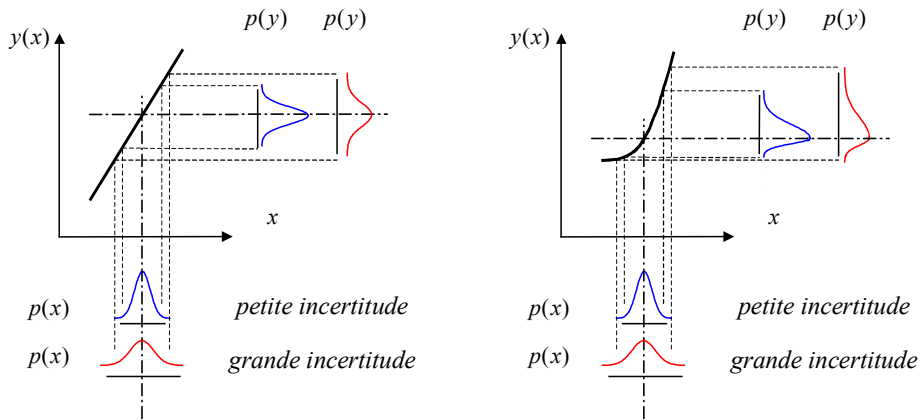 p(y) p(y)
y(x)
x
p(x) petite incertitude
p(x) grande incertitude
p(y) p(y)
y(x)
x
p(x) petite incertitude
p(x) grande incertitude